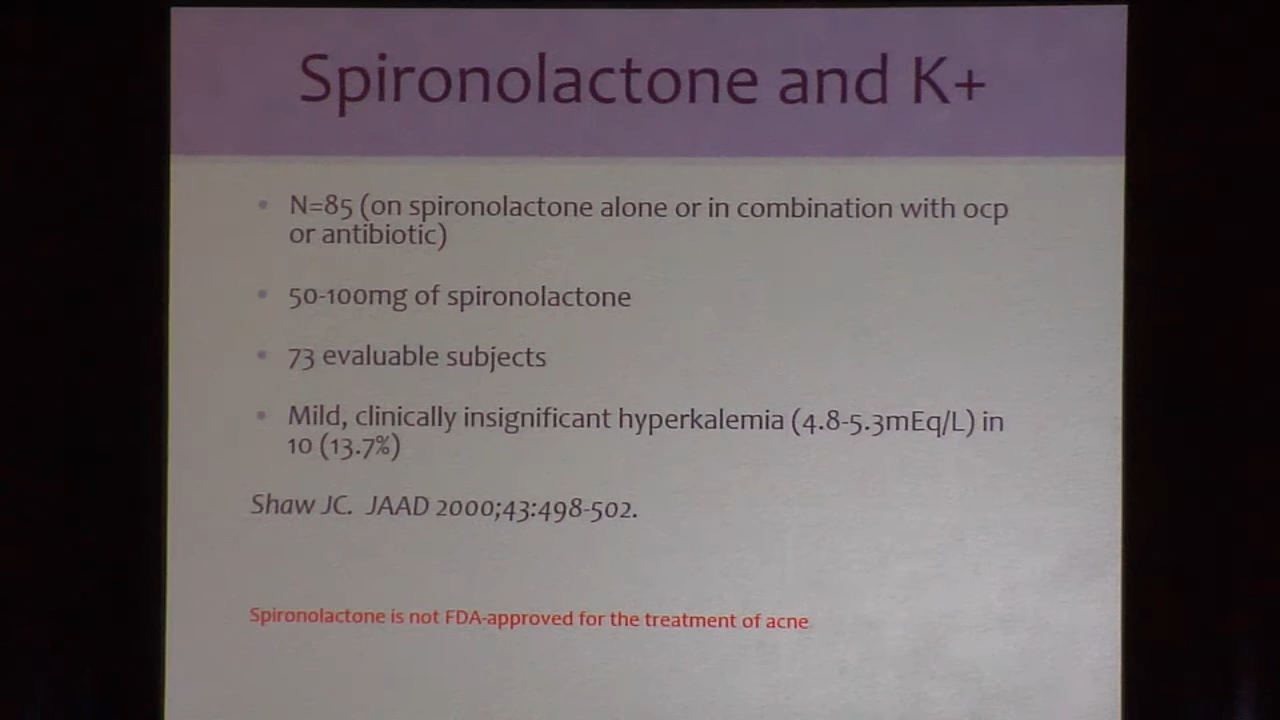 Spironolactone and K+
• N=85 (on spironolactone alone or in combination with ocp
or antibiotic)
• 50-100mg of spironolactone
• 73 evaluable subjects
• Mild, clinically insignificant hyperkalemia (4.8-5.3mEq/L) in
10 (13.7%)
Shaw JC. JAAD 2000;43:498-502.
Spironolactone is not FDA-approved for the treatment of acne